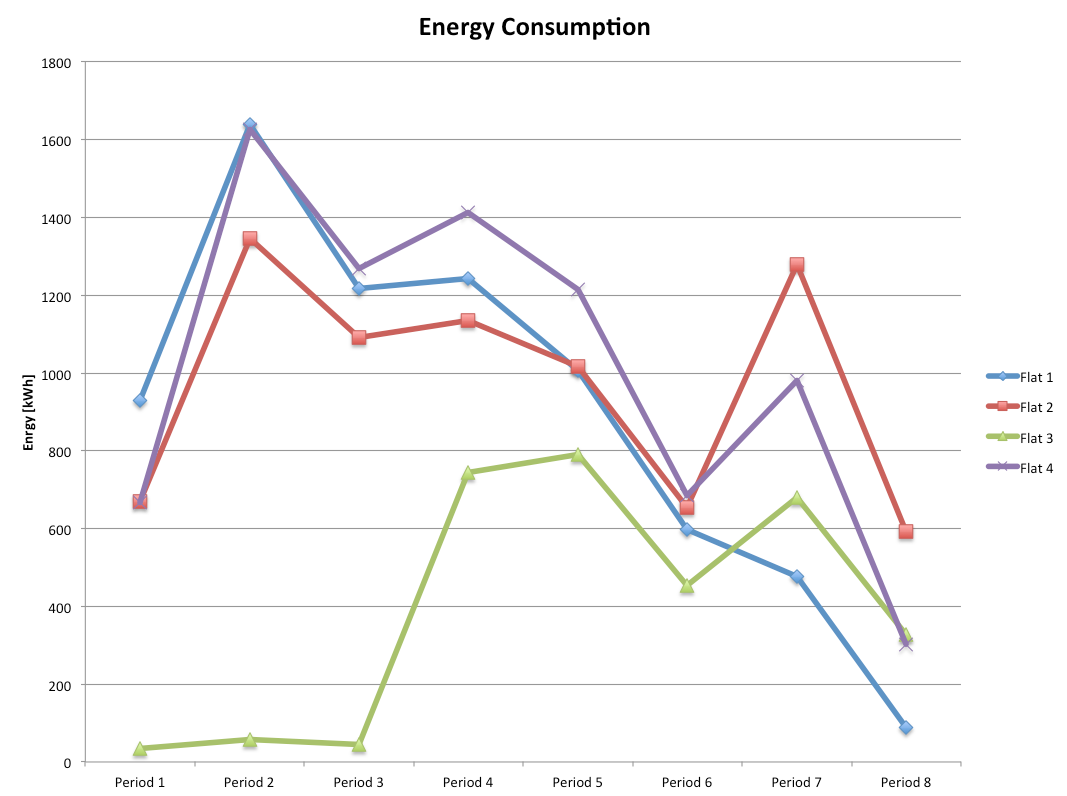 Energy Consumption
1800
1600
1400
1200
1000
800
600
400
200
0
Enrgy [kWh]
Period 1 Period 2 Period 3 Period 4 Period 5 Period 6 Period 7 Period 8
Flat 1
Flat 2
Flat 3
Flat 4